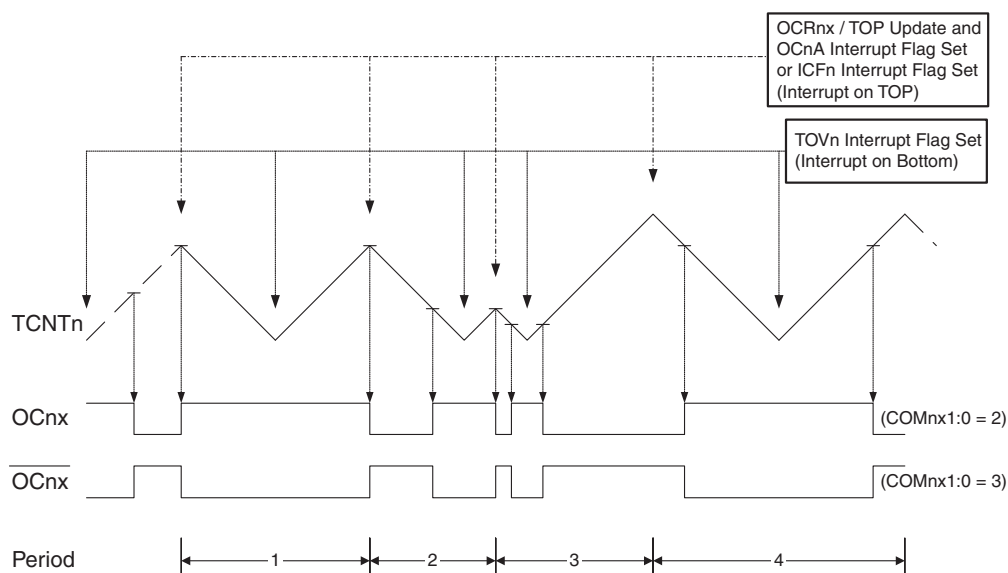 OCRnx / TOP Update and
OCnA Interrupt Flag Set
or ICFn Interrupt Flag Set
(Interrupt on TOP)
TOVn Interrupt Flag Set
(Interrupt on Bottom)
TCNTn
OCnx
(COMnx1:0 = 2)
OCnx
(COMnx1:0 = 3)
Period
1
2
3
4